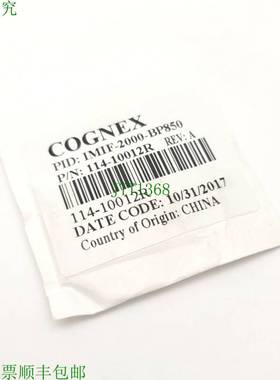 究
COGNEX
PID: IMIF-2000-BP850
P/N: 114-10012R
REV: A
JYT1368
114-10012R
DATE CODE: 10/31/2017
Country of Origin: CHINA
票顺丰包邮